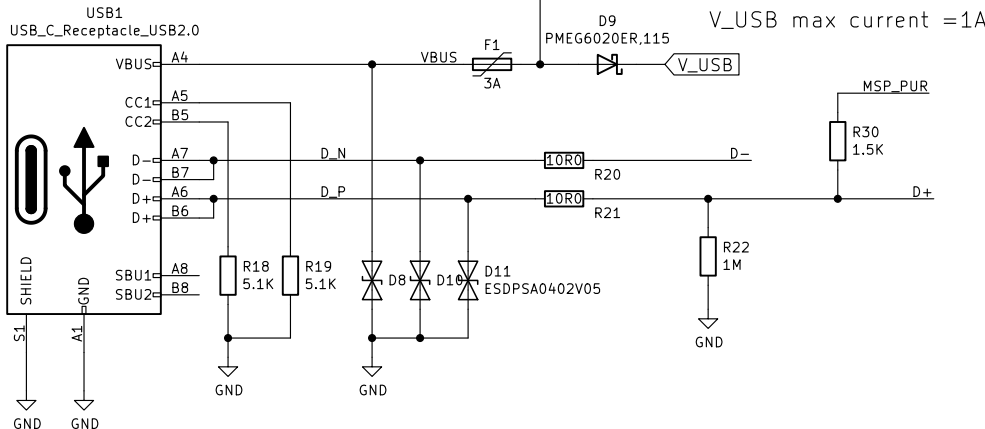 USB1
USB_C_Receptacle_USB2.0
D9
PMEG6020ER,115
V_USB max current =1A
VBUS
A4
VBUS
F1
3A
V_USB
CC1
A5
CC2
B5
MSP_PUR
R30
1.5K
D-
A7
D_N
10R0
R20
D-
D-
B7
D+
A6
D_P
10R0
R21
D+
D+
B6
R22
1M
SBU1
A8
SBU2
B8
R18
5.1K
R19
5.1K
D8
D10
D11
ESDPSA0402V05
SHIELD
GND
S1
A1
GND
GND
GND
GND
GND